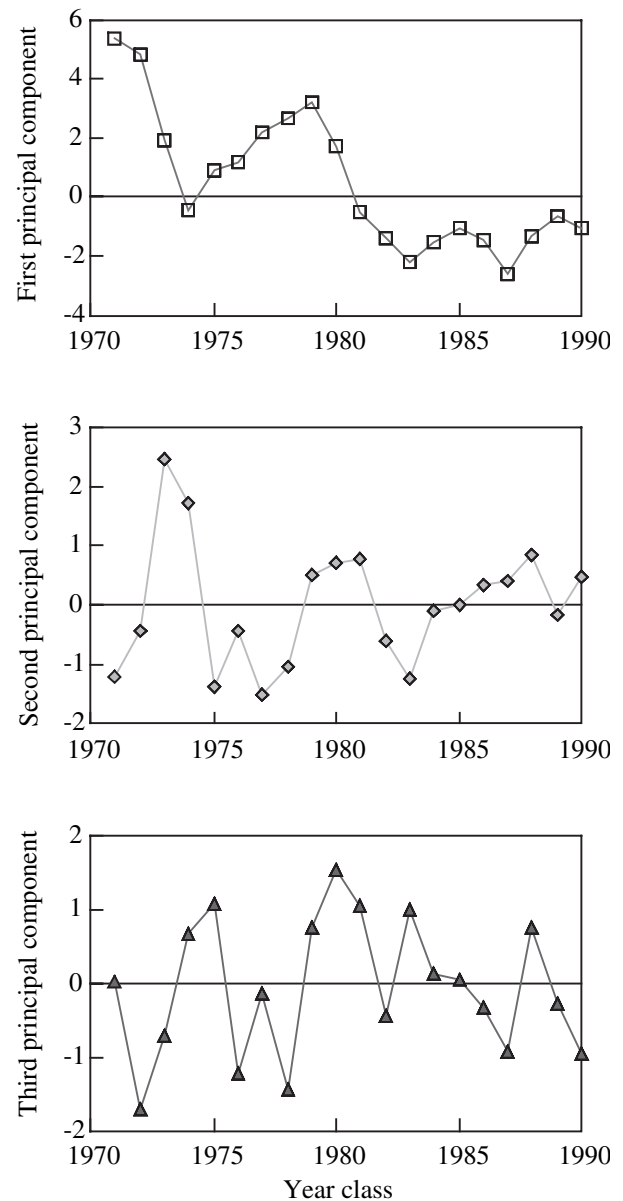 First principal component
6
4
2
0
-2
-4
1970 1975 1980 1985 1990
Second principal component
3
2
1
0
-1
-2
1970 1975 1980 1985 1990
Third principal component
2
1
0
-1
-2
1970 1975 1980 1985 1990
Year class